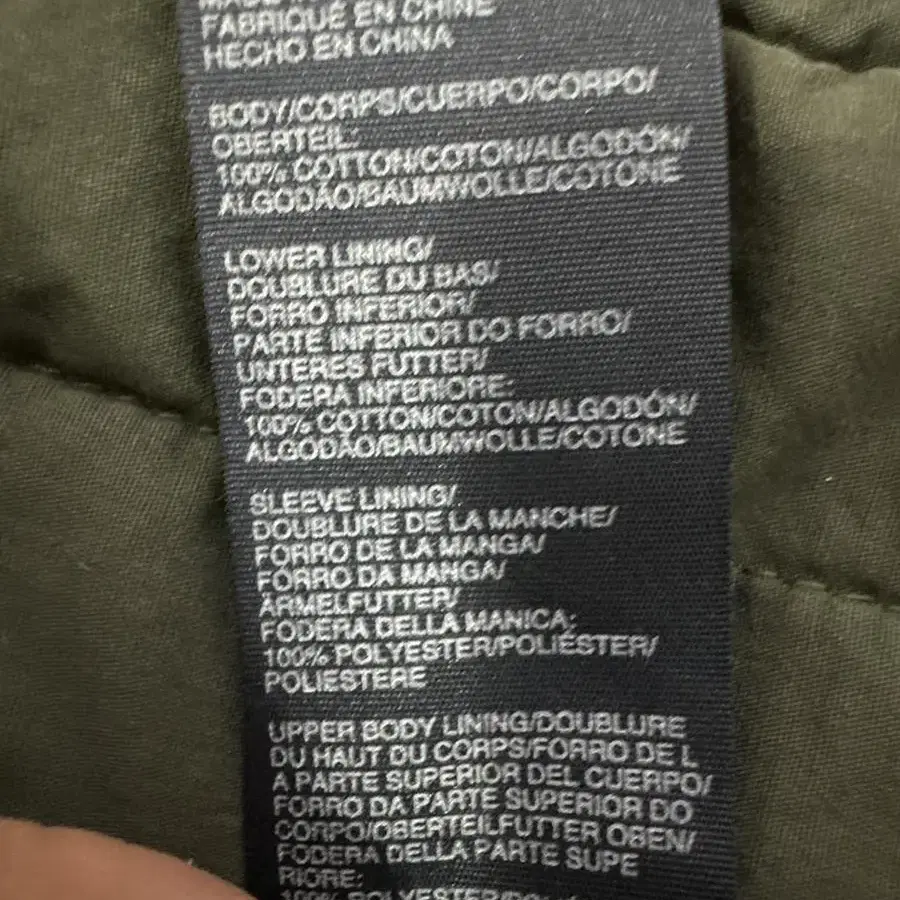 FABRIQUÉ EN CHINE
HECHO EN CHINA
BODY/CORPS/CUERPO/CORPO/
OBERTEIL:
100% COTTON/COTON/ALGODÓN/
ALGODÃO/BAUMWOLLE/COTONE
LOWER LINING/
DOUBLURE DU BAS/
FORRO INFERIOR/
PARTE INFERIOR DO FORRO/
UNTERES FUTTER/
FODERA INFERIORE:
100% COTTON/COTON/ALGODÓN/
ALGODÃO/BAUMWOLLE/COTONE
SLEEVE LINING/
DOUBLURE DE LA MANCHE/
FORRO DE LA MANGA/
FORRO DA MANGA/
ÄRMELFUTTER/
FODERA DELLA MANICA:
100% POLYESTER/POLIÉSTER/
POLIESTERE
UPPER BODY LINING/DOUBLURE
DU HAUT DU CORPS/FORRO DE L
A PARTE SUPERIOR DEL CUERPO/
FORRO DA PARTE SUPERIOR DO
CORPO/OBERTEILFUTTER OBEN/
FODERA DELLA PARTE SUPE
RIORE:
100% POLYESTER